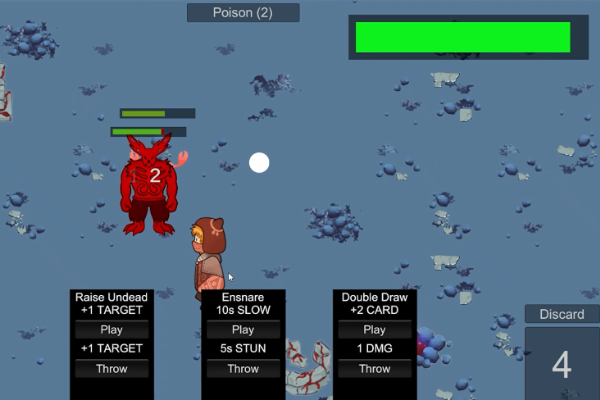 Poison (2)
2
Raise Undead
+1 TARGET
Play
+1 TARGET
Throw
Ensnare
10s SLOW
Play
5s STUN
Throw
Double Draw
+2 CARD
Play
1 DMG
Throw
Discard
4